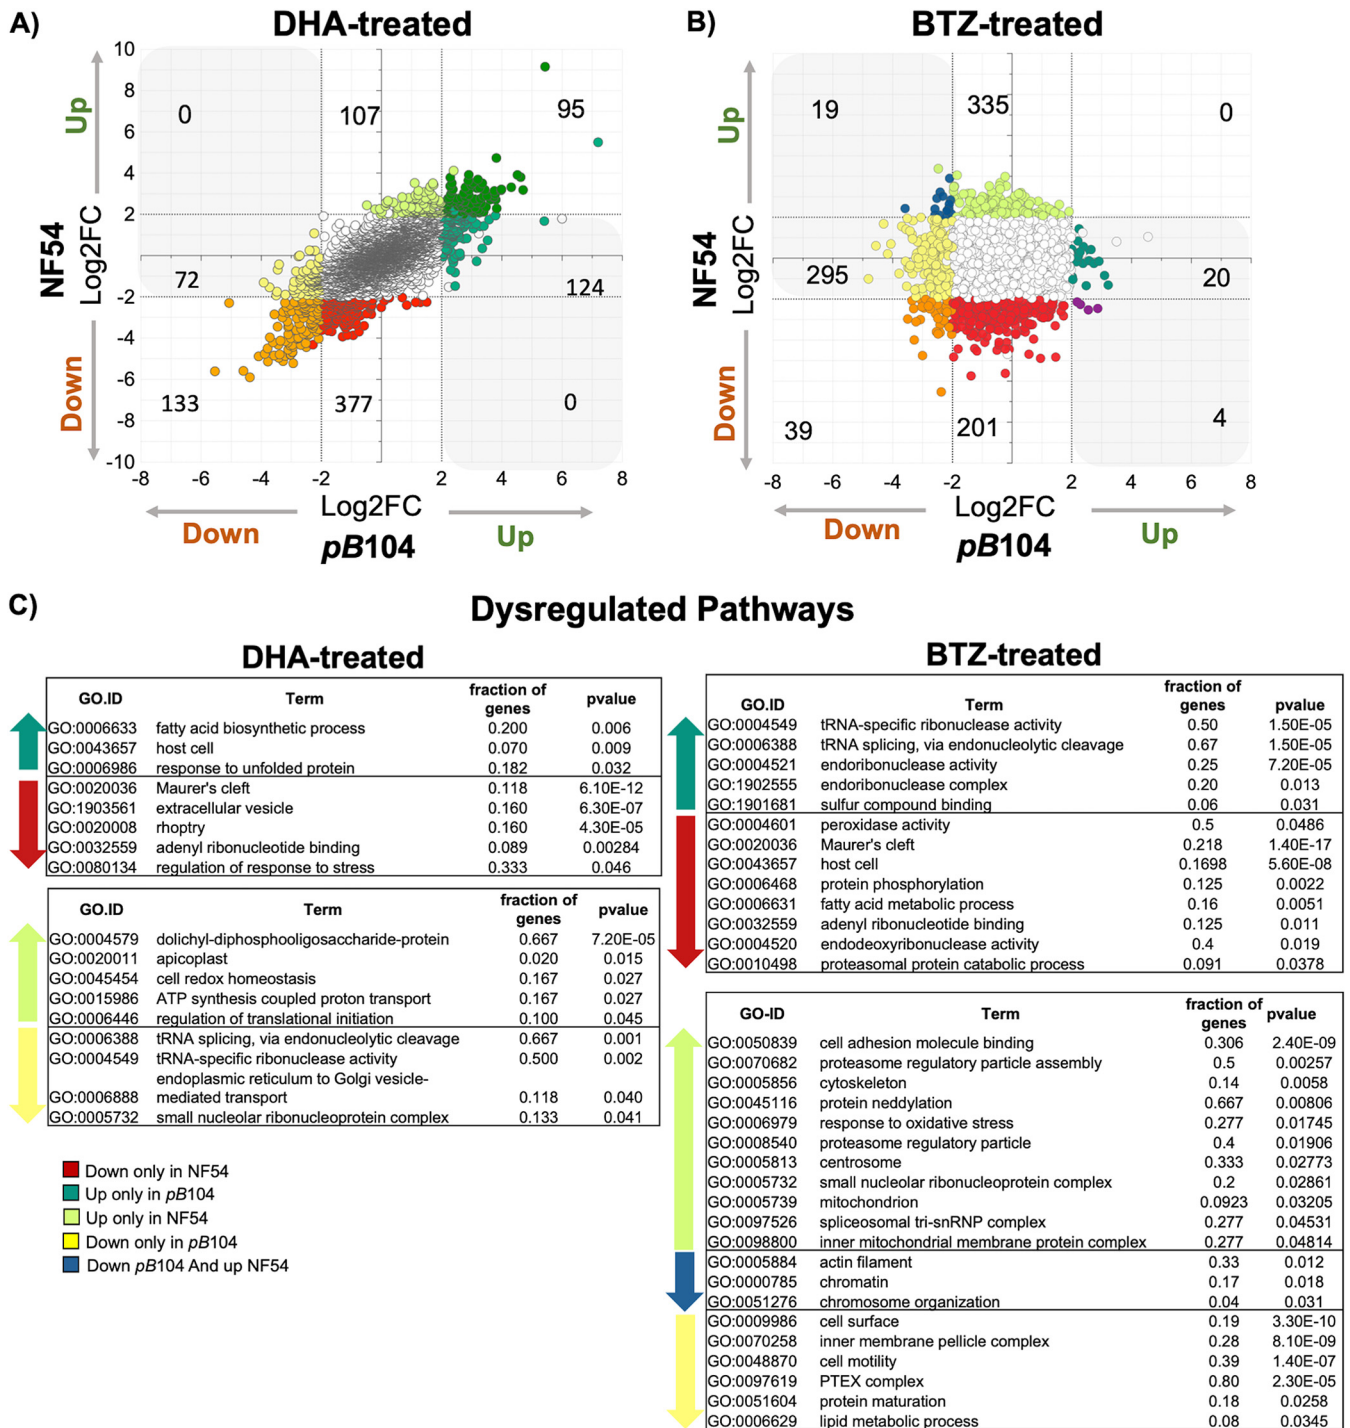 A)
DHA-treated
Up
NF54
Log2FC
Down
10
8
6
4
2
-2
-4
-6
-8
-10
0
107
95
72
124
133
377
0
-8 -6 -4 -2 2 4 6 8
Log2FC
Down
Up
pB104
B)
BTZ-treated
Up
NF54
Log2FC
Down
19
335
0
295
20
39
201
4
-8 -6 -4 -2 2 4 6 8
Log2FC
Down
Up
pB104
C)
Dysregulated Pathways
DHA-treated
GO.ID Term fraction of genes pvalue
GO:0006633 fatty acid biosynthetic process 0.200 0.006
GO:0043657 host cell 0.070 0.009
GO:0006986 response to unfolded protein 0.182 0.032
GO:0020036 Maurer's cleft 0.118 6.10E-12
GO:1903561 extracellular vesicle 0.160 6.30E-07
GO:0020008 rhoptry 0.160 4.30E-05
GO:0032559 adenyl ribonucleotide binding 0.089 0.00284
GO:0080134 regulation of response to stress 0.333 0.046
GO.ID Term fraction of genes pvalue
GO:0004579 dolichyl-diphosphooligosaccharide-protein 0.667 7.20E-05
GO:0020011 apicoplast 0.020 0.015
GO:0045454 cell redox homeostasis 0.167 0.027
GO:0015986 ATP synthesis coupled proton transport 0.167 0.027
GO:0006446 regulation of translational initiation 0.100 0.045
GO:0006388 tRNA splicing, via endonucleolytic cleavage 0.667 0.001
GO:0004549 tRNA-specific ribonuclease activity 0.500 0.002
endoplasmic reticulum to Golgi vesicle-
GO:0006888 mediated transport 0.118 0.040
GO:0005732 small nucleolar ribonucleoprotein complex 0.133 0.041
Down only in NF54
Up only in pB104
Up only in NF54
Down only in pB104
Down pB104 And up NF54
BTZ-treated
GO.ID Term fraction of genes pvalue
GO:0004549 tRNA-specific ribonuclease activity 0.50 1.50E-05
GO:0006388 tRNA splicing, via endonucleolytic cleavage 0.67 1.50E-05
GO:0004521 endoribonuclease activity 0.25 7.20E-05
GO:1902555 endoribonuclease complex 0.20 0.013
GO:1901681 sulfur compound binding 0.06 0.031
GO:0004601 peroxidase activity 0.5 0.0486
GO:0020036 Maurer's cleft 0.218 1.40E-17
GO:0043657 host cell 0.1698 5.60E-08
GO:0006468 protein phosphorylation 0.125 0.0022
GO:0006631 fatty acid metabolic process 0.16 0.0051
GO:0032559 adenyl ribonucleotide binding 0.125 0.011
GO:0004520 endodeoxyribonuclease activity 0.4 0.019
GO:0010498 proteasomal protein catabolic process 0.091 0.0378
GO-ID Term fraction of genes pvalue
GO:0050839 cell adhesion molecule binding 0.306 2.40E-09
GO:0070682 proteasome regulatory particle assembly 0.5 0.00257
GO:0005856 cytoskeleton 0.14 0.0058
GO:0045116 protein neddylation 0.667 0.00806
GO:0006979 response to oxidative stress 0.277 0.01745
GO:0008540 proteasome regulatory particle 0.4 0.01906
GO:0005813 centrosome 0.333 0.02773
GO:0005732 small nucleolar ribonucleoprotein complex 0.2 0.02861
GO:0005739 mitochondrion 0.0923 0.03205
GO:0097526 spliceosomal tri-snRNP complex 0.277 0.04531
GO:0098800 inner mitochondrial membrane protein complex 0.277 0.04814
GO:0005884 actin filament 0.33 0.012
GO:0000785 chromatin 0.17 0.018
GO:0051276 chromosome organization 0.04 0.031
GO:0009986 cell surface 0.19 3.30E-10
GO:0070258 inner membrane pellicle complex 0.28 8.10E-09
GO:0048870 cell motility 0.39 1.40E-07
GO:0097619 PTEX complex 0.80 2.30E-05
GO:0051604 protein maturation 0.18 0.0258
GO:0006629 lipid metabolic process 0.08 0.0345